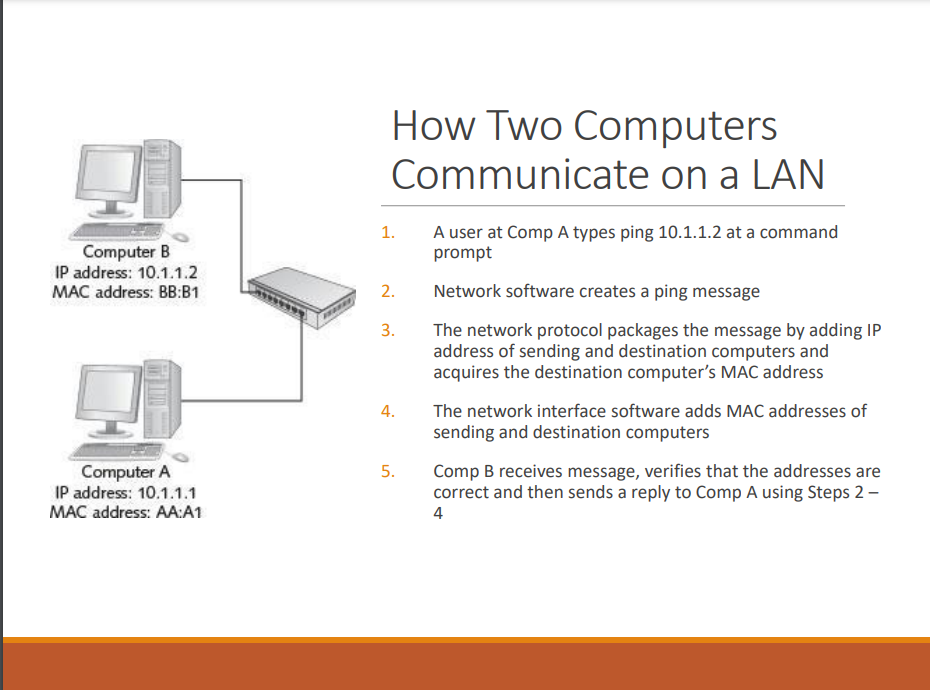 How Two Computers
Communicate on a LAN
1. A user at Comp A types ping 10.1.1.2 at a command
prompt
2. Network software creates a ping message
3. The network protocol packages the message by adding IP
address of sending and destination computers and
acquires the destination computer’s MAC address
4. The network interface software adds MAC addresses of
sending and destination computers
5. Comp B receives message, verifies that the addresses are
correct and then sends a reply to Comp A using Steps 2 –
4
Computer B
IP address: 10.1.1.2
MAC address: BB:B1
Computer A
IP address: 10.1.1.1
MAC address: AA:A1